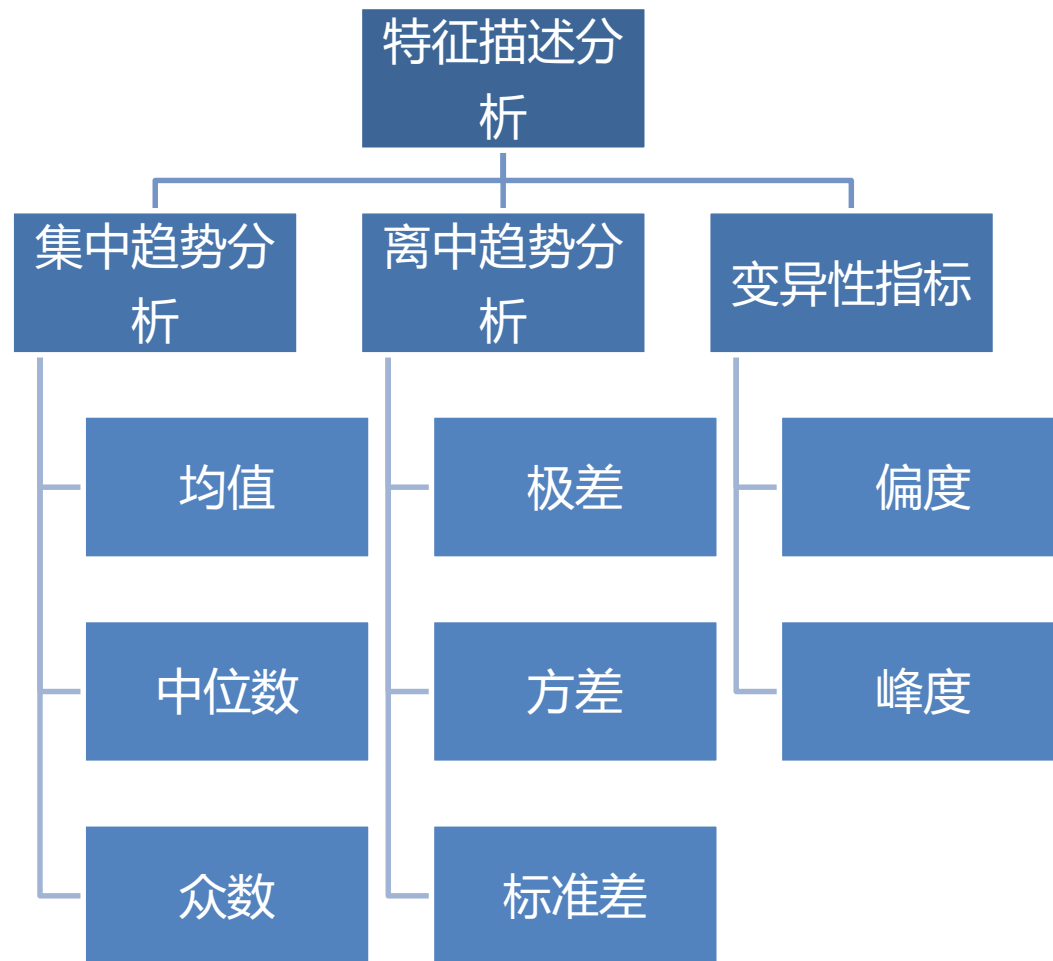 特征描述分
析
集中趋势分
析
离中趋势分
析
变异性指标
均值
极差
偏度
中位数
方差
峰度
众数
标准差